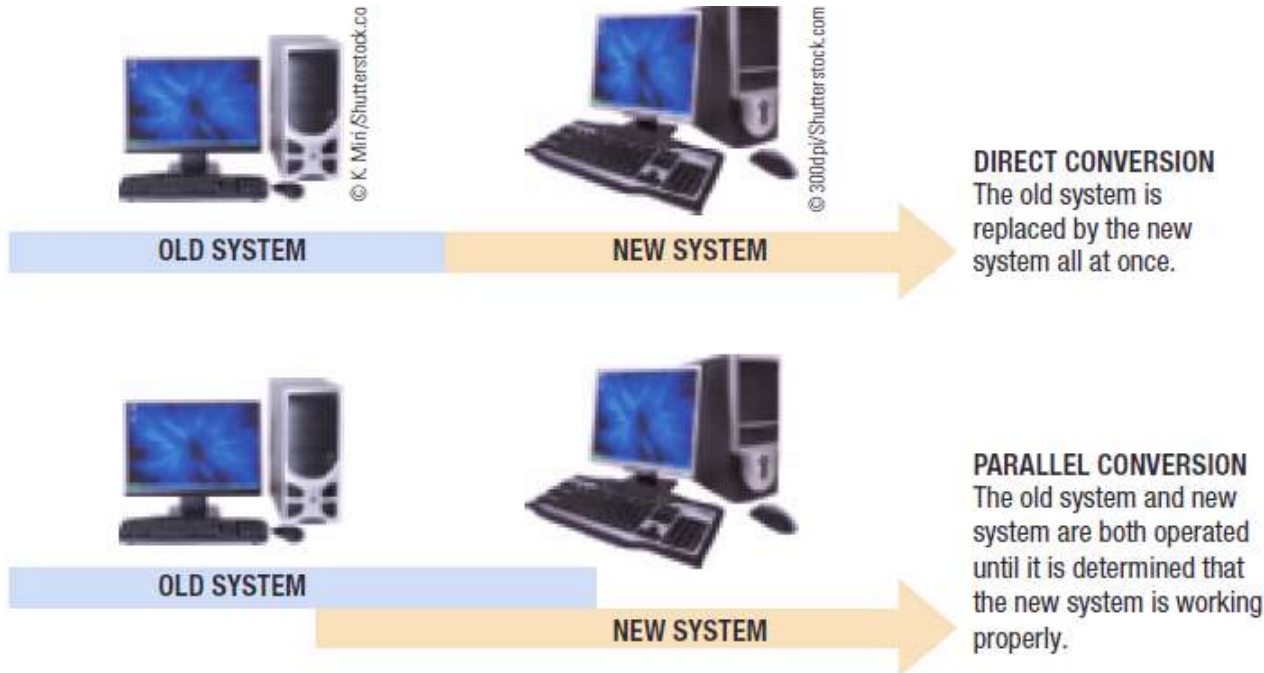 © K. Miri/Shutterstock.co
© 300dpi/Shutterstock.com
OLD SYSTEM
NEW SYSTEM
DIRECT CONVERSION
The old system is
replaced by the new
system all at once.
OLD SYSTEM
NEW SYSTEM
PARALLEL CONVERSION
The old system and new
system are both operated
until it is determined that
the new system is working
properly.